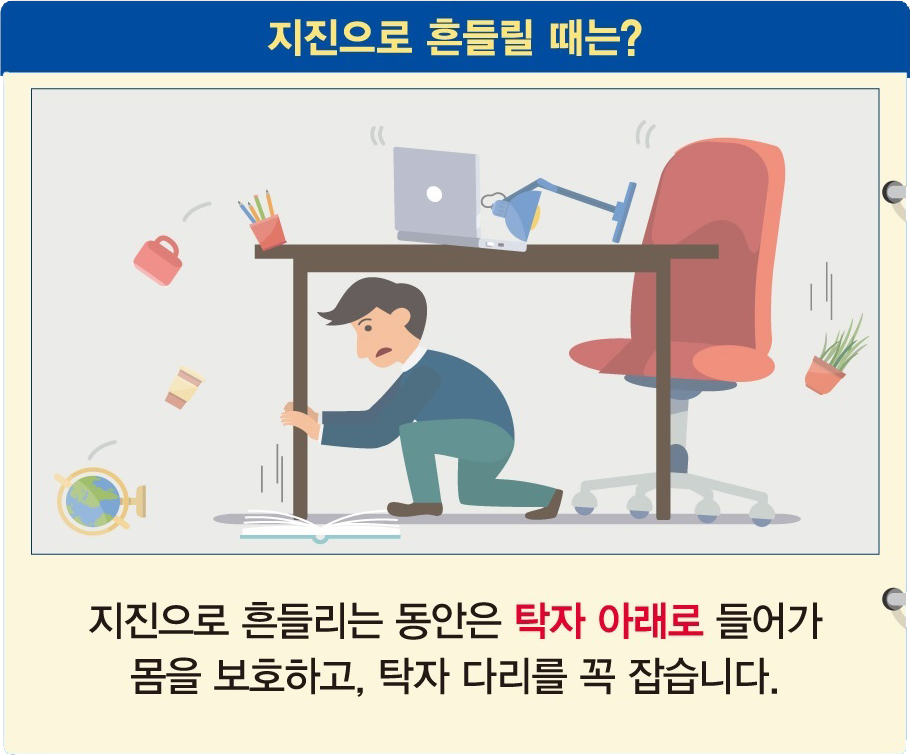 지진으로 흔들릴 때는?
지진으로 흔들리는 동안은 탁자 아래로 들어가
몸을 보호하고, 탁자 다리를 꼭 잡습니다.